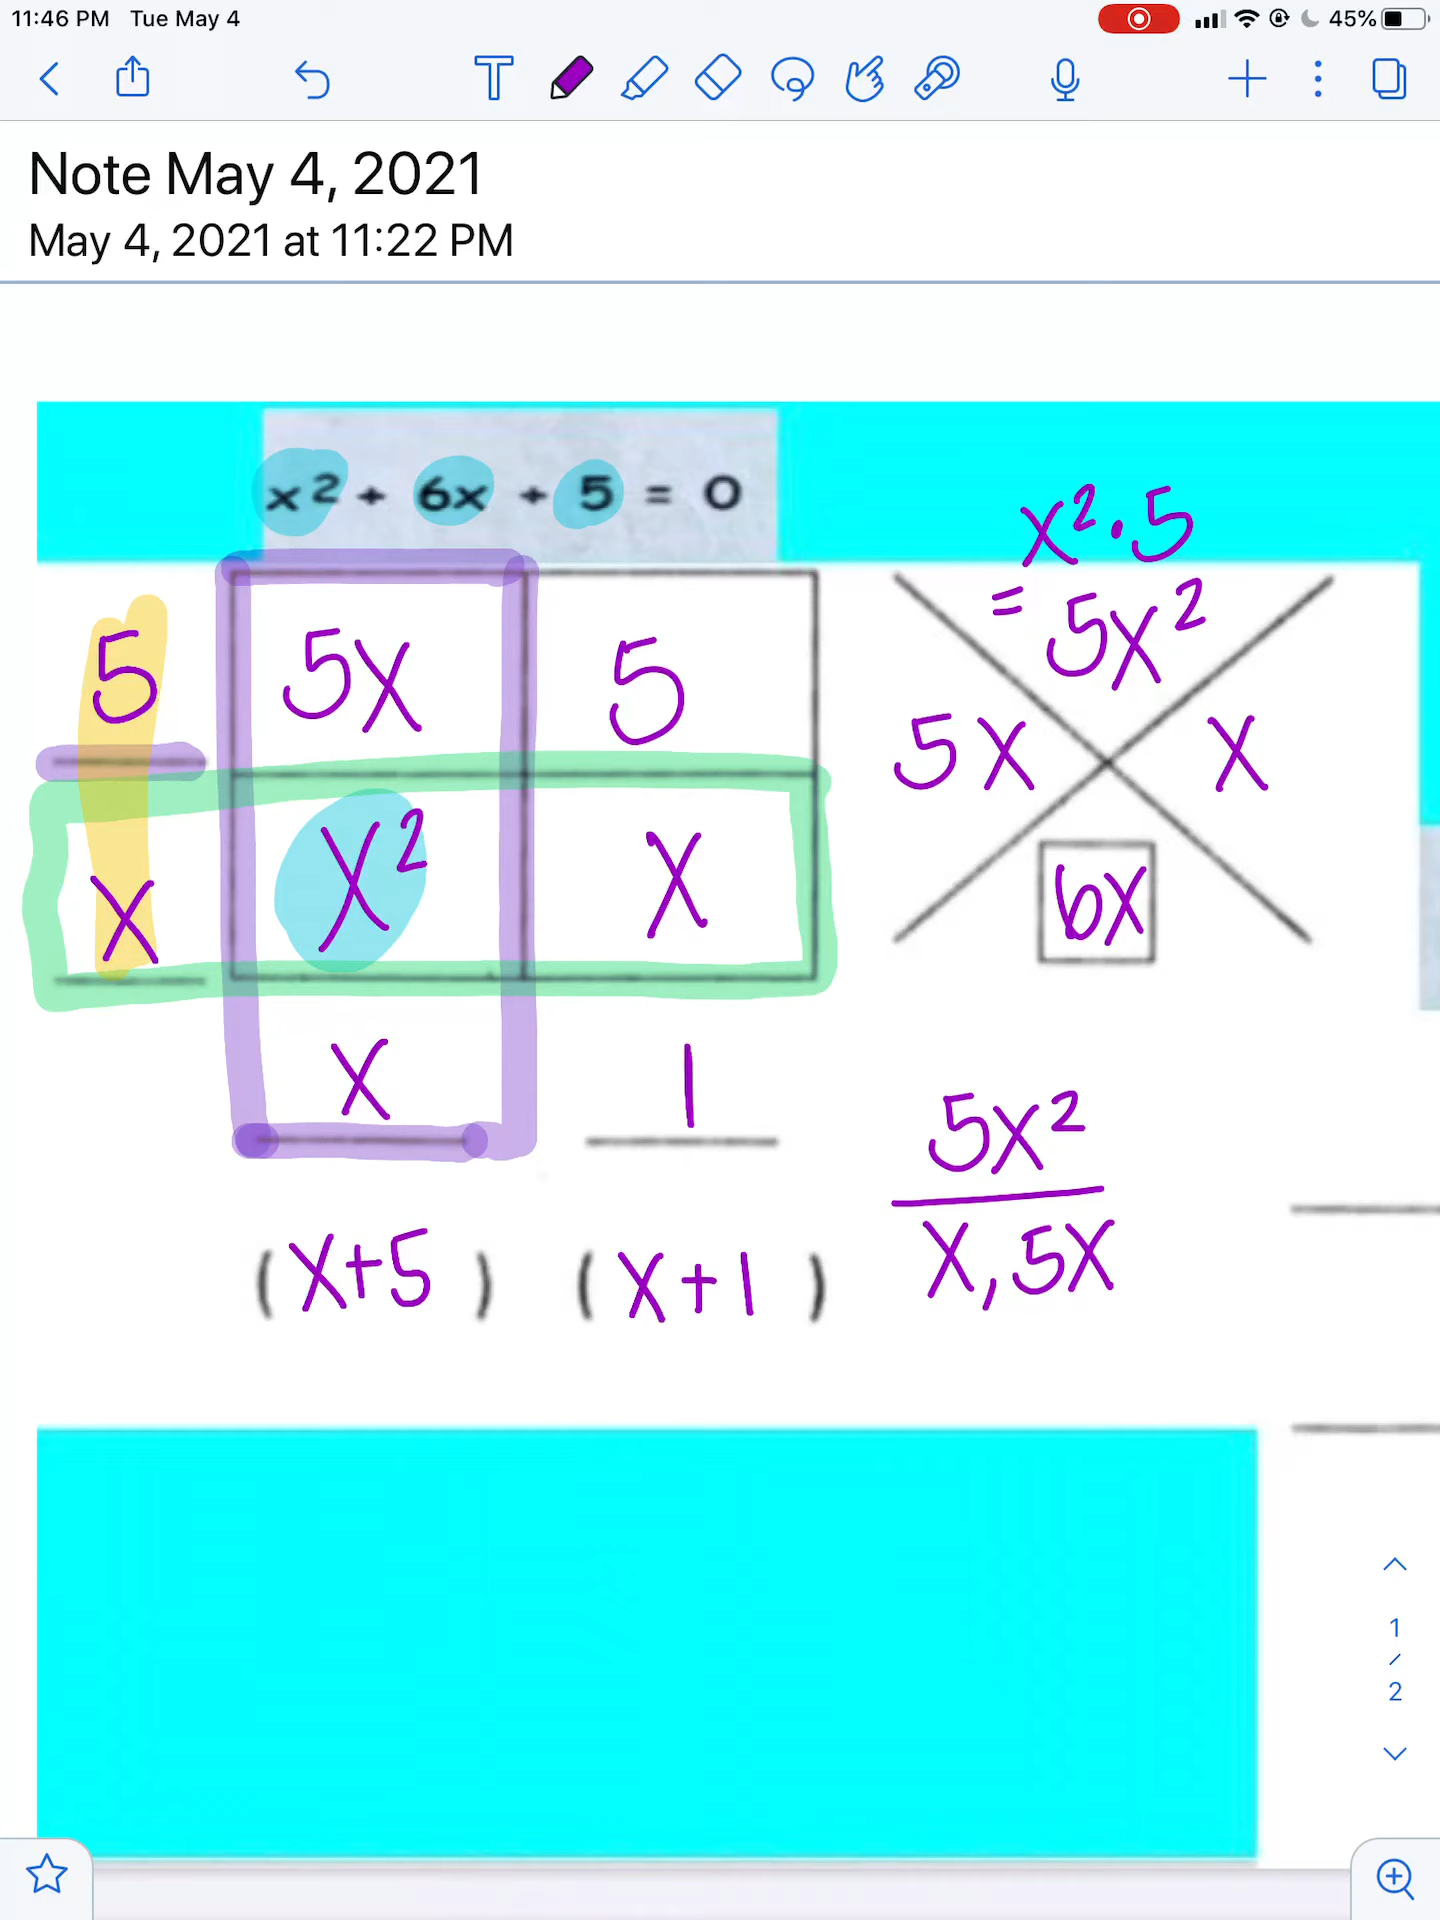 11:46 PM Tue May 4 45%
T
Note May 4, 2021
May 4, 2021 at 11:22 PM
x² + 6x + 5 = 0
x² · 5
= 5x²
5 5x 5
5x x
x x² x
6x
x 1
5x²
x, 5x
(x+5) (x+1)
1
/
2